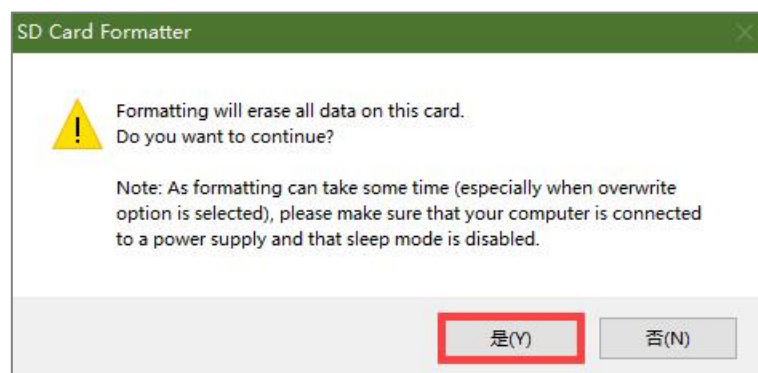 SD Card Formatter
Formatting will erase all data on this card.
Do you want to continue?
Note: As formatting can take some time (especially when overwrite
option is selected), please make sure that your computer is connected
to a power supply and that sleep mode is disabled.
是(Y) 否(N)